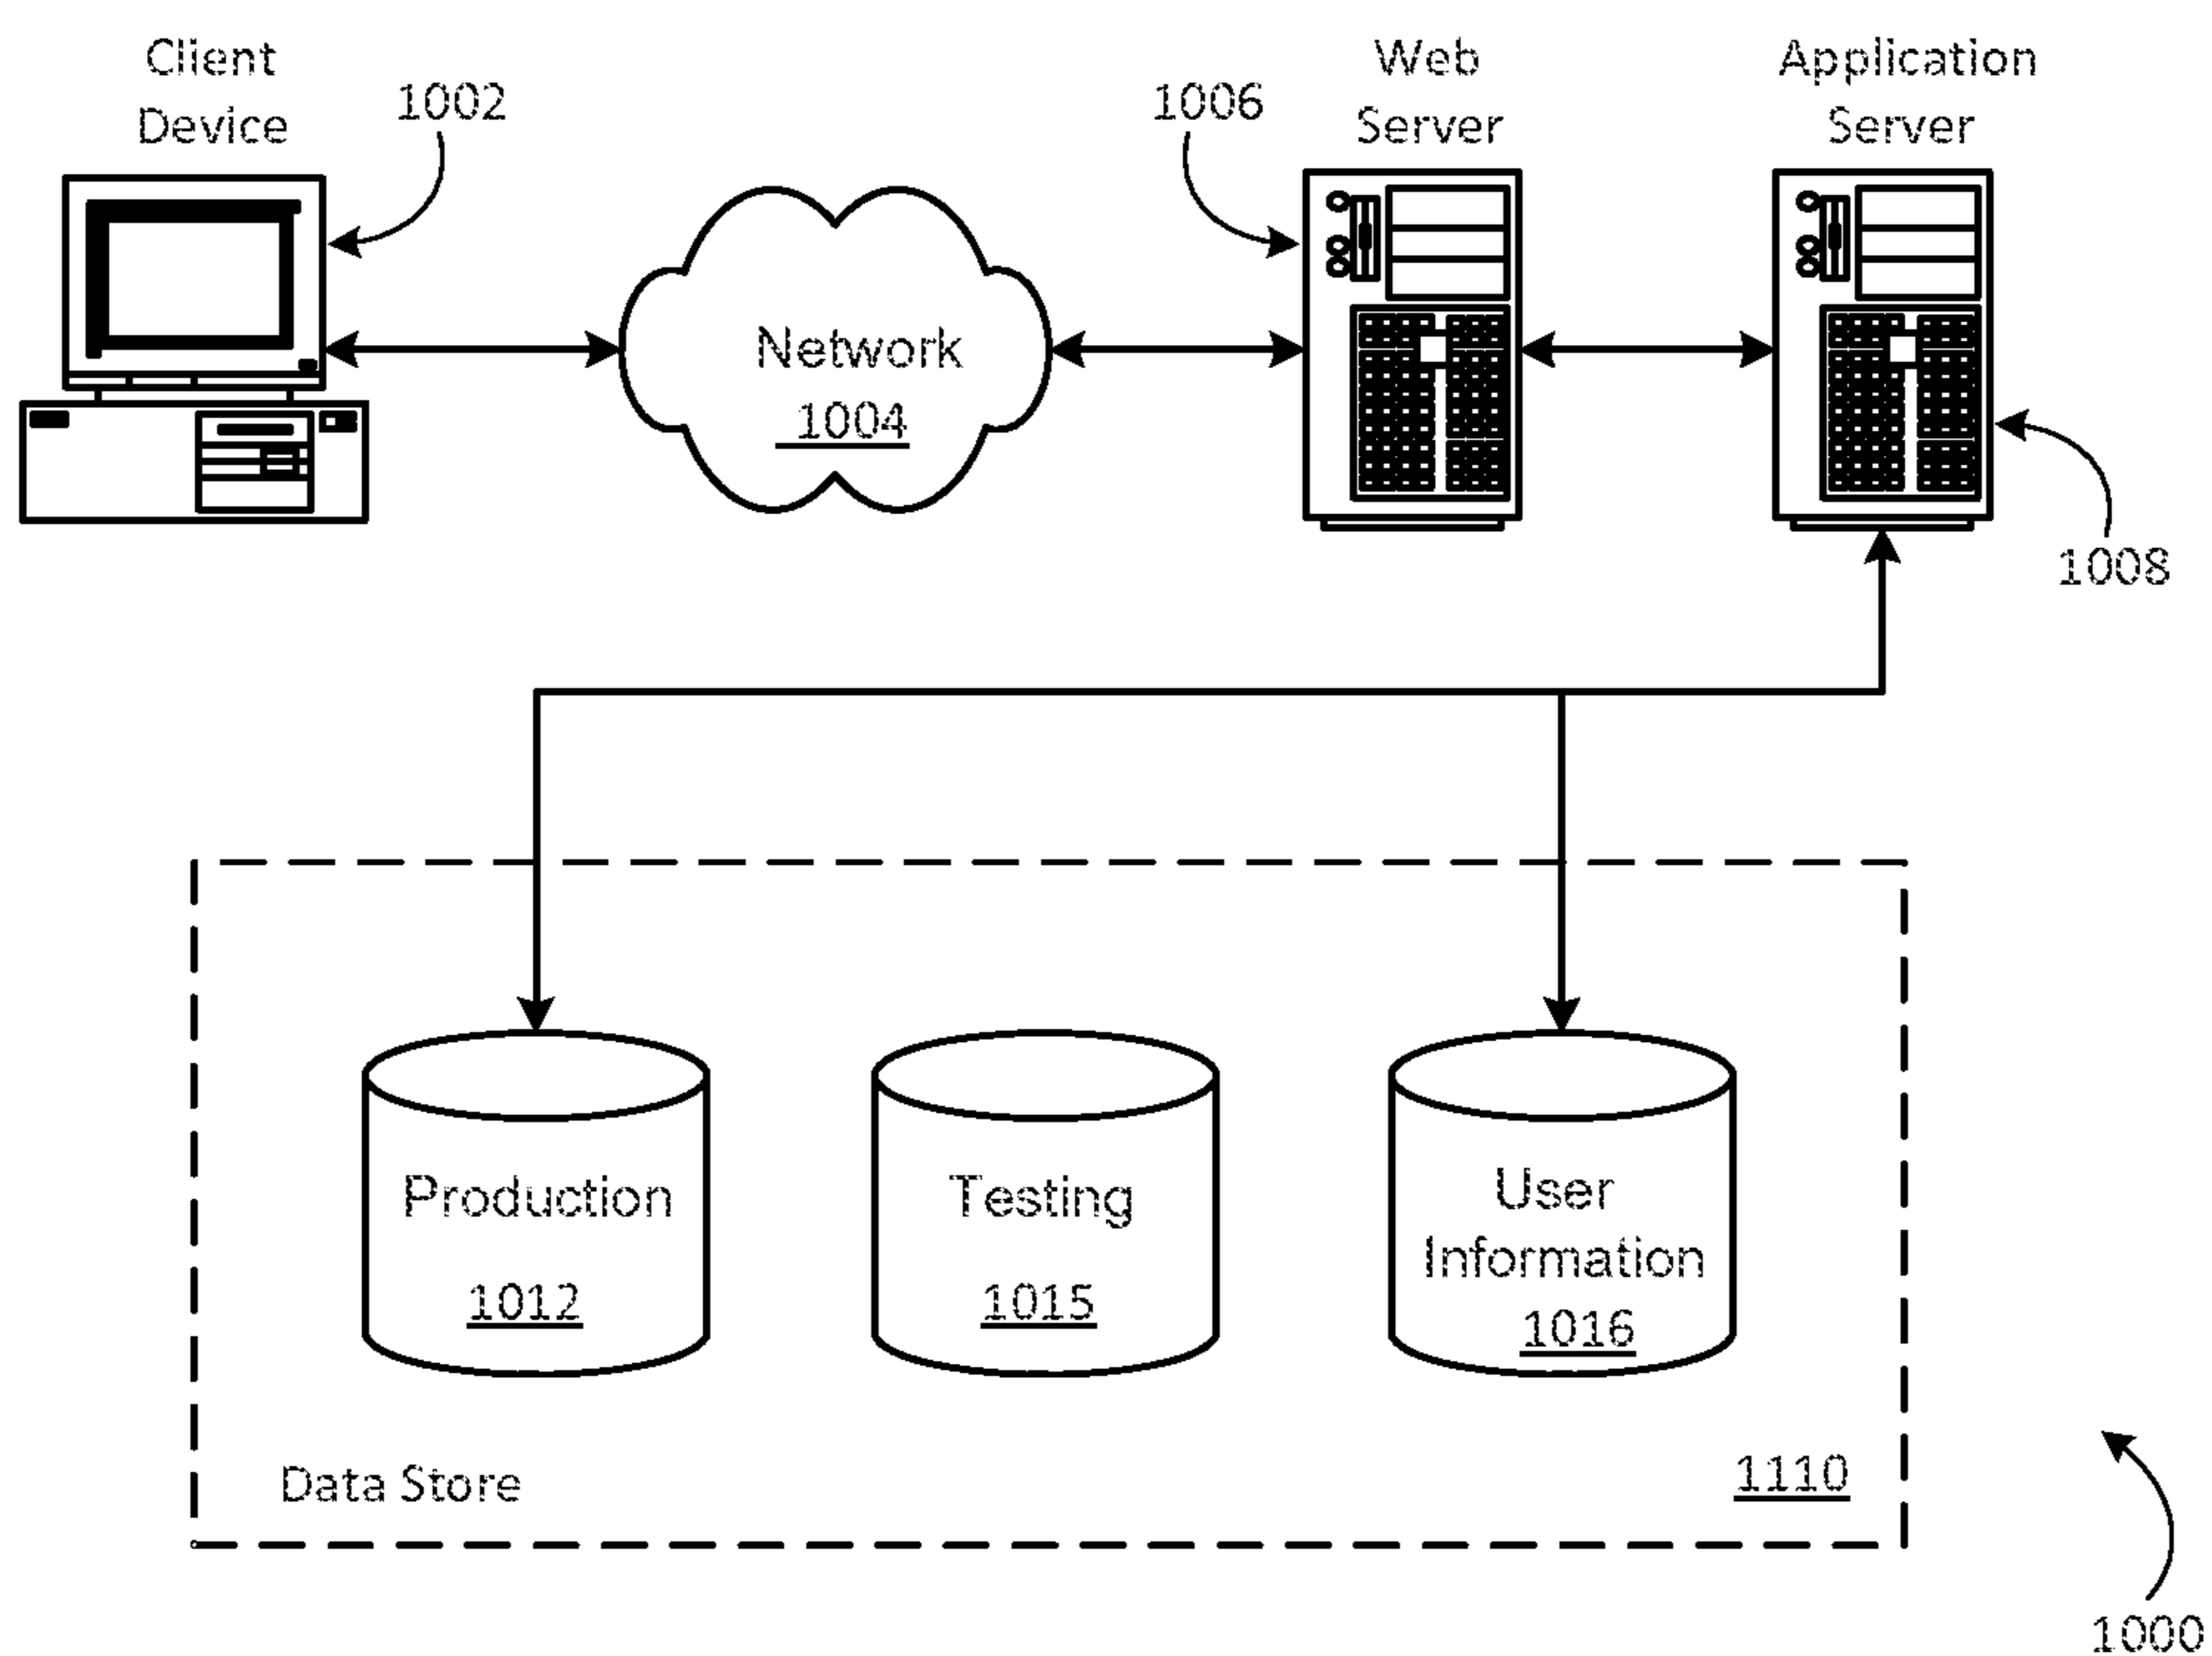 Client
Device
1002
1006
Web
Server
Application
Server
Network
1004
1008
Production
1012
Testing
1015
User
Information
1016
Data Store
1110
1000